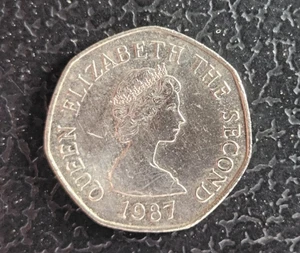 QUEEN ELIZABETH THE SECOND
1987